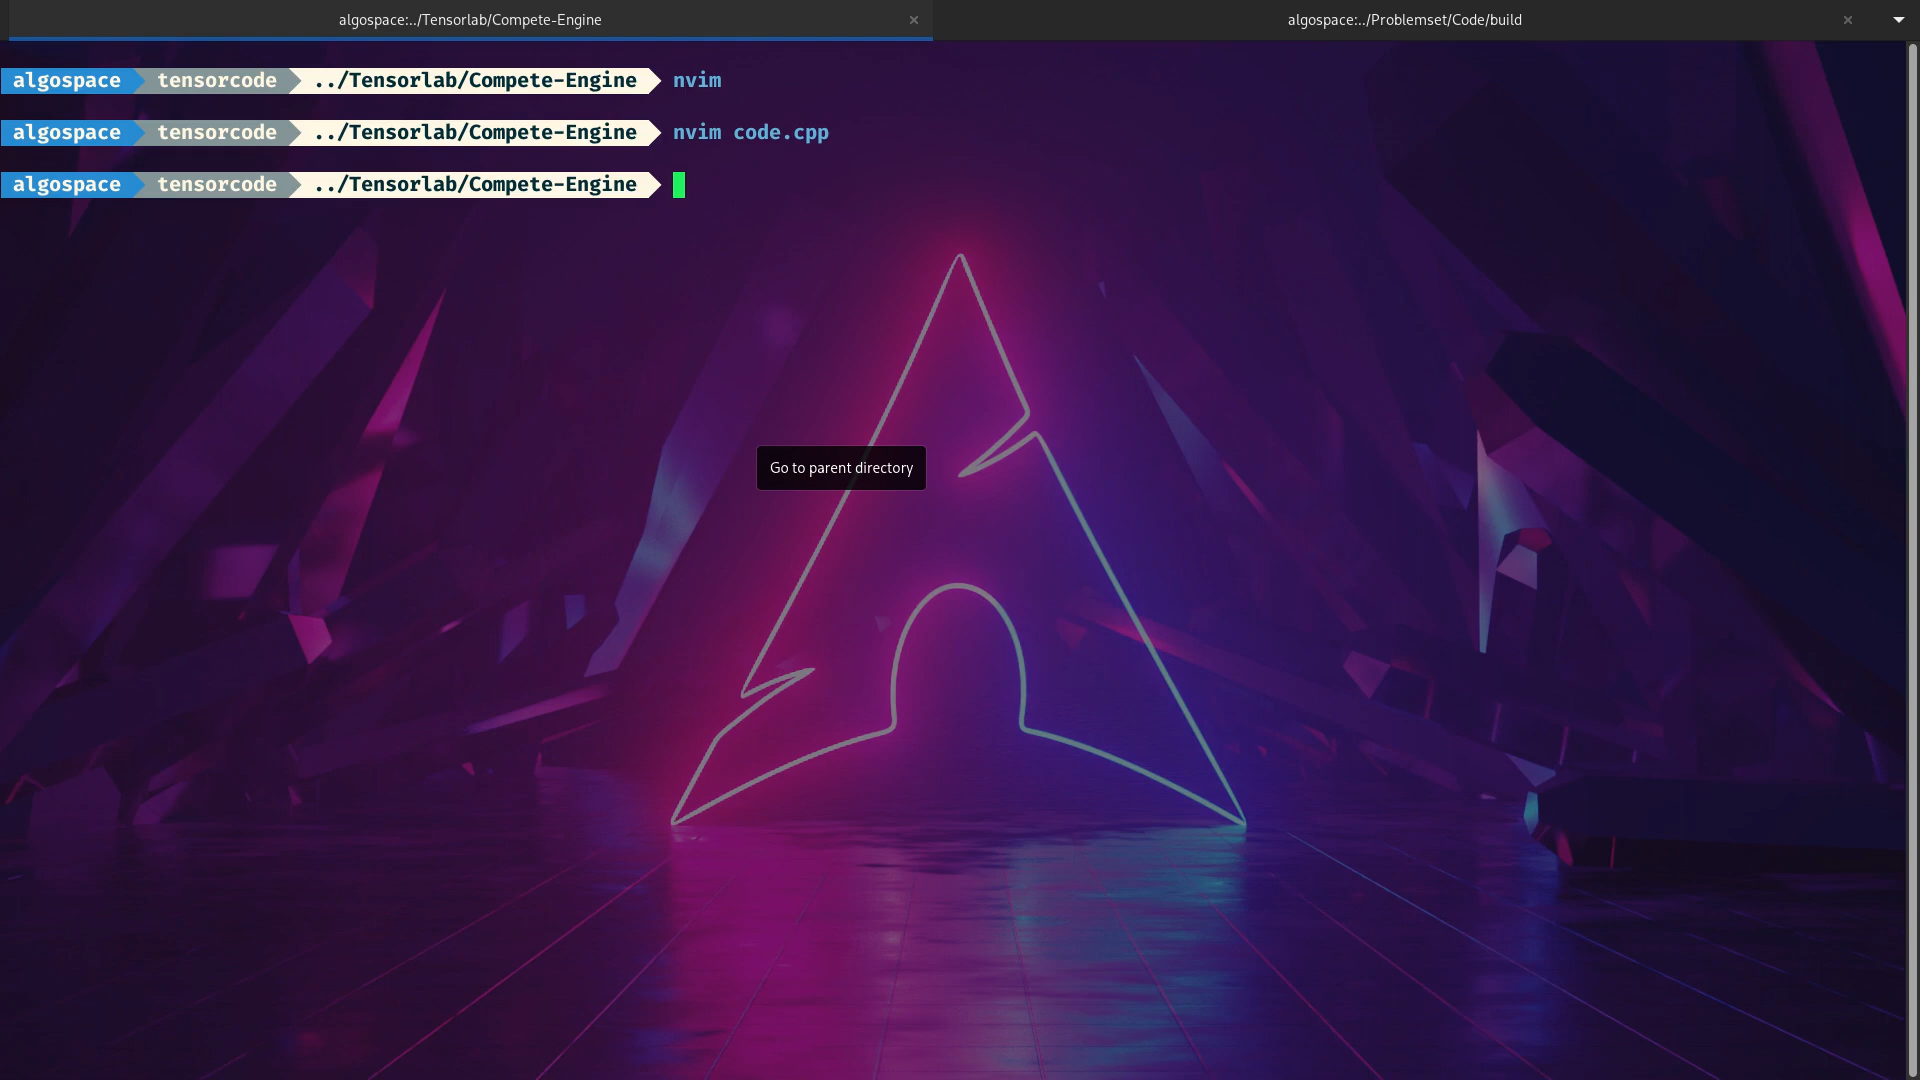 algospace:../Tensorlab/Compete-Engine
algospace:../Problemset/Code/build
algospace tensorcode ../Tensorlab/Compete-Engine nvim
algospace tensorcode ../Tensorlab/Compete-Engine nvim code.cpp
algospace tensorcode ../Tensorlab/Compete-Engine
Go to parent directory